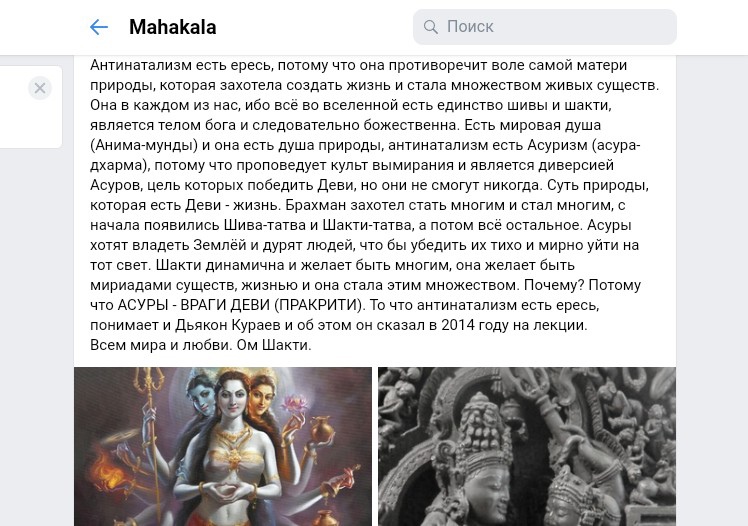 Mahakala
Поиск
Антинатализм есть ересь, потому что она противоречит воле самой матери
природы, которая захотела создать жизнь и стала множеством живых существ.
Она в каждом из нас, ибо всё во вселенной есть единство шивы и шакти,
является телом бога и следовательно божественна. Есть мировая душа
(Анима-мунды) и она есть душа природы, антинатализм есть Асуризм (асура-
дхарма), потому что проповедует культ вымирания и является диверсией
Асуров, цель которых победить Деви, но они не смогут никогда. Суть природы,
которая есть Деви - жизнь. Брахман захотел стать многим и стал многим, с
начала появились Шива-татва и Шакти-татва, а потом всё остальное. Асуры
хотят владеть Землёй и дурят людей, что бы убедить их тихо и мирно уйти на
тот свет. Шакти динамична и желает быть многим, она желает быть
мириадами существ, жизнью и она стала этим множеством. Почему? Потому
что АСУРЫ - ВРАГИ ДЕВИ (ПРАКРИТИ). То что антинатализм есть ересь,
понимает и Дьякон Кураев и об этом он сказал в 2014 году на лекции.
Всем мира и любви. Ом Шакти.